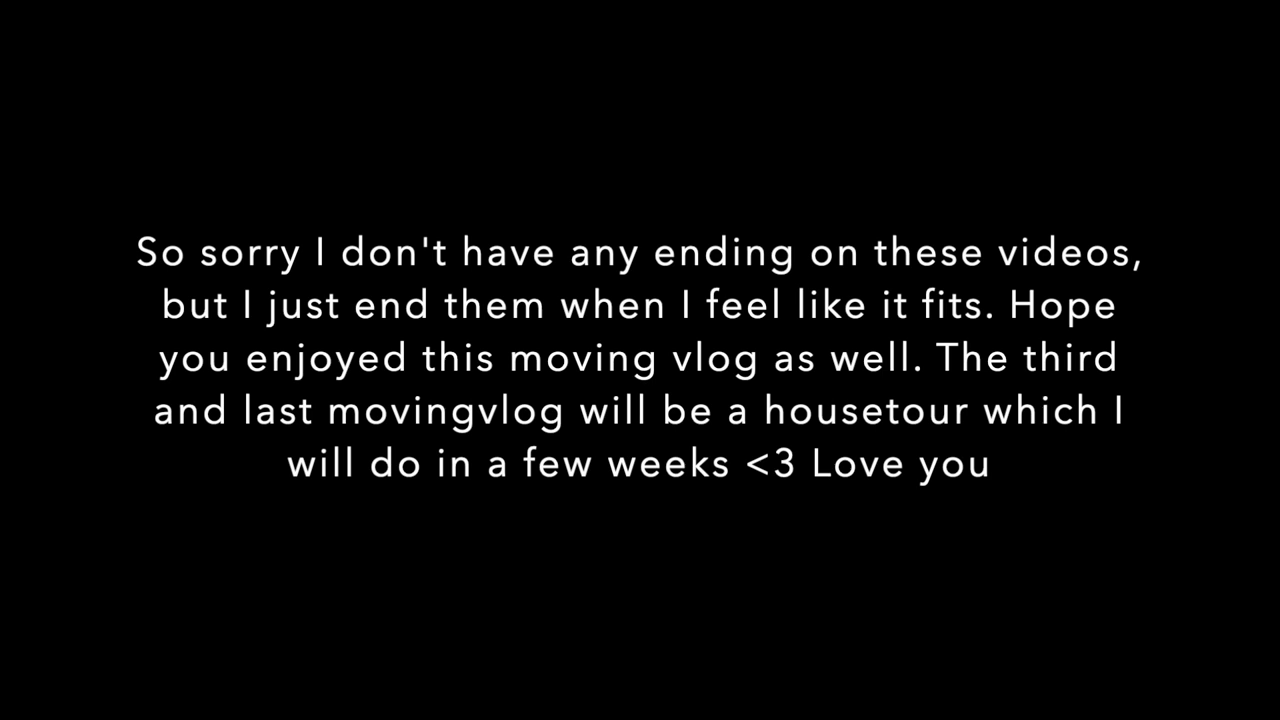 So sorry I don't have any ending on these videos,
but I just end them when I feel like it fits. Hope
you enjoyed this moving vlog as well. The third
and last movingvlog will be a housetour which I
will do in a few weeks <3 Love you